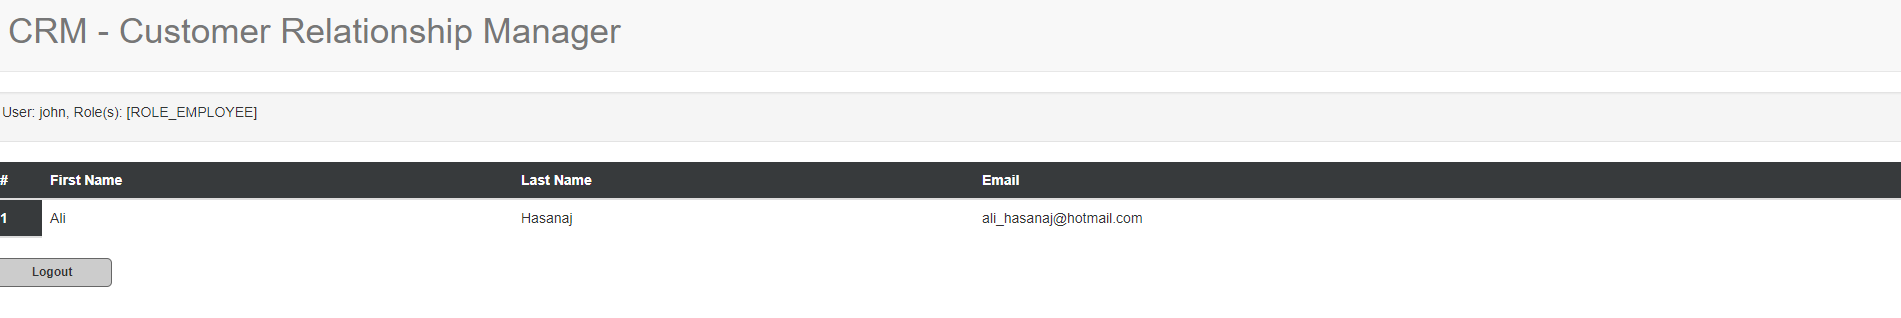 CRM - Customer Relationship Manager
User: john, Role(s): [ROLE_EMPLOYEE]
# First Name Last Name Email
1 Ali Hasanaj ali_hasanaj@hotmail.com
Logout